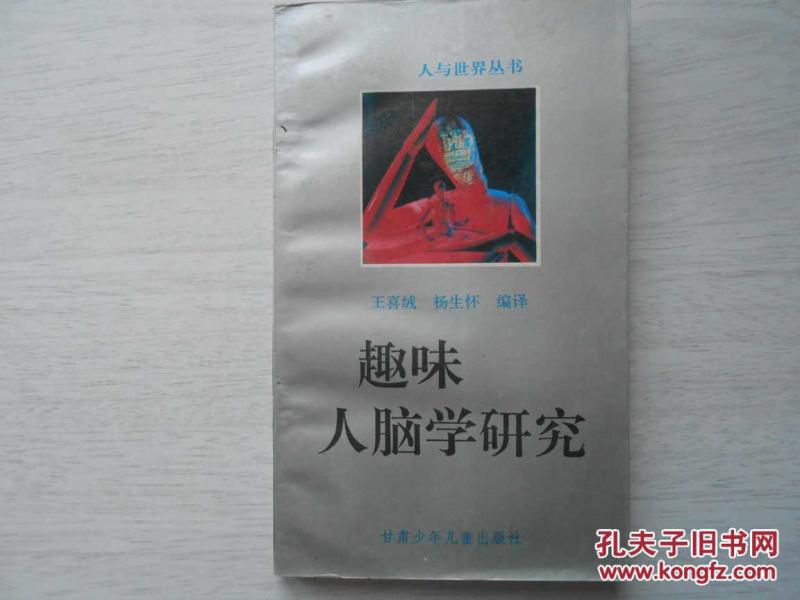 人与世界丛书
王喜绒 杨生怀 编译
趣味
人脑学研究
甘肃少年儿童出版社
孔夫子旧书网
www.kongfz.com